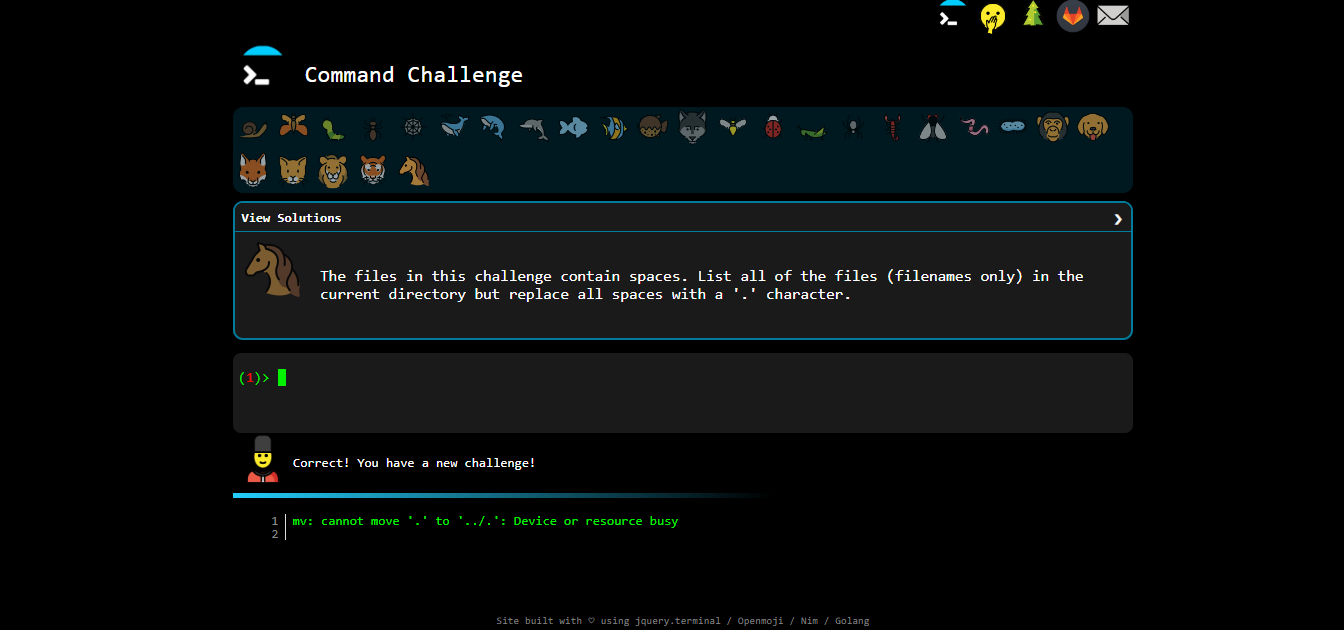 Command Challenge
View Solutions
The files in this challenge contain spaces. List all of the files (filenames only) in the
current directory but replace all spaces with a '.' character.
(1)>
Correct! You have a new challenge!
1 mv: cannot move '.' to '../.': Device or resource busy
2
Site built with ♡ using jquery.terminal / Openmoji / Nim / Golang